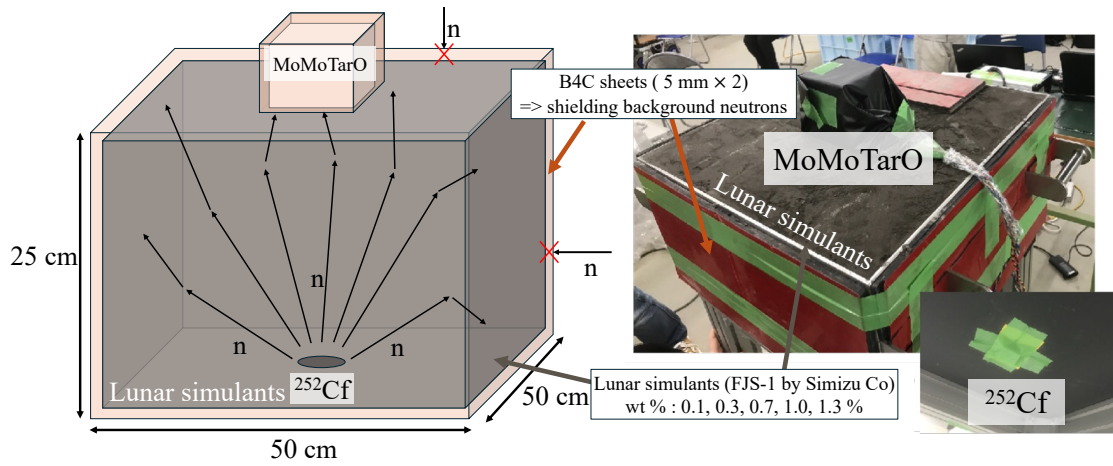 n
MoMoTarO
B4C sheets ( 5 mm × 2)
=> shielding background neutrons
MoMoTarO
Lunar simulants
25 cm
n
n
n
n
Lunar simulants
²⁵²Cf
50 cm
50 cm
Lunar simulants (FJS-1 by Simizu Co)
wt % : 0.1, 0.3, 0.7, 1.0, 1.3 %
²⁵²Cf